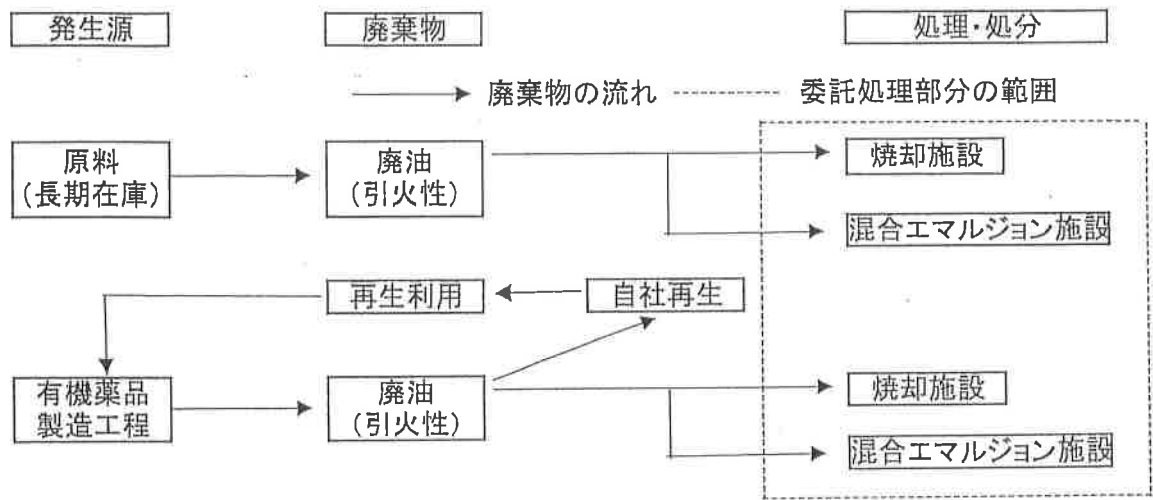 発生源
廃棄物
処理・処分
廃棄物の流れ
委託処理部分の範囲
原料
(長期在庫)
廃油
(引火性)
焼却施設
混合エマルジョン施設
再生利用
自社再生
有機薬品
製造工程
廃油
(引火性)
焼却施設
混合エマルジョン施設